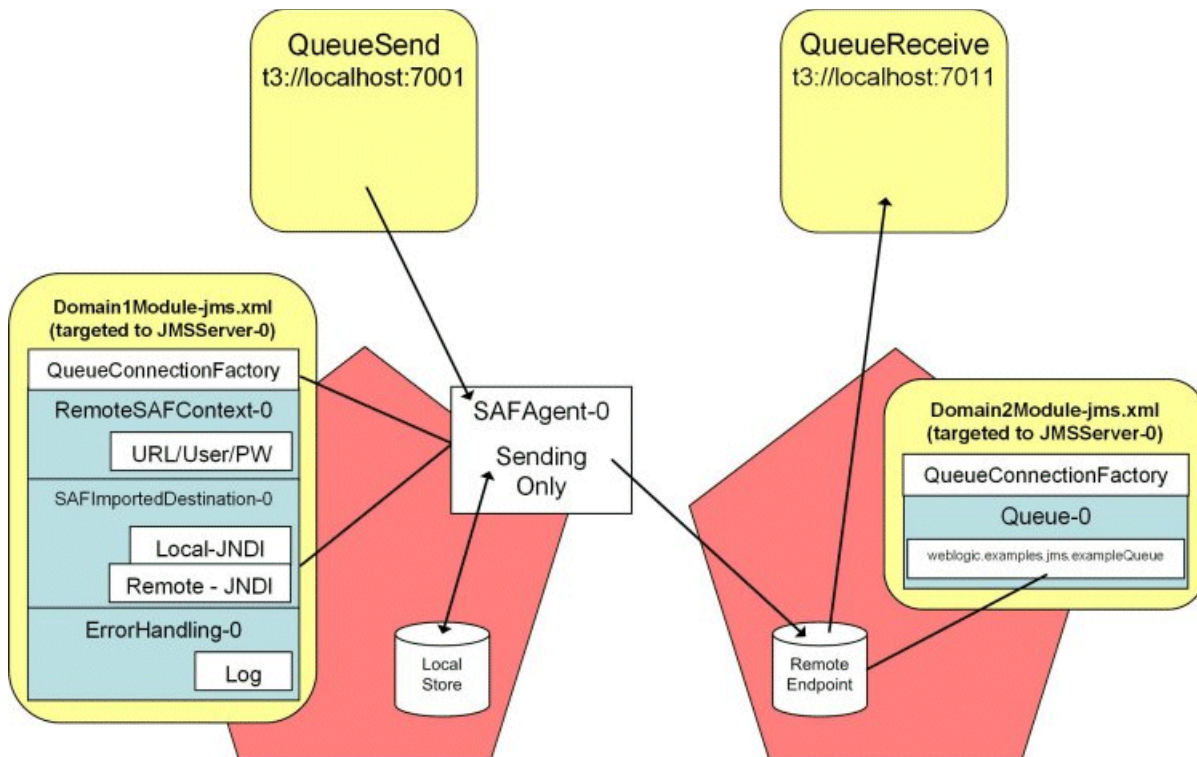 QueueSend
t3://localhost:7001
QueueReceive
t3://localhost:7011
Domain1Module-jms.xml
(targeted to JMSServer-0)
QueueConnectionFactory
RemoteSAFContext-0
URL/User/PW
SAFImportedDestination-0
Local-JNDI
Remote - JNDI
ErrorHandling-0
Log
SAFAgent-0
Sending
Only
Local
Store
Remote
Endpoint
Domain2Module-jms.xml
(targeted to JMSServer-0)
QueueConnectionFactory
Queue-0
weblogic.examples.jms.exampleQueue